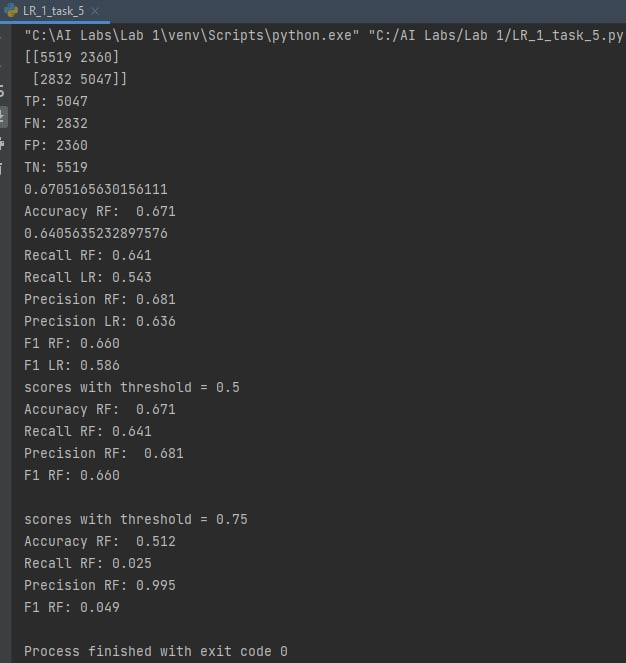 LR_1_task_5
"C:\AI Labs\Lab 1\venv\Scripts\python.exe" "C:/AI Labs/Lab 1/LR_1_task_5.py
[[5519 2360]
 [2832 5047]]
TP: 5047
FN: 2832
FP: 2360
TN: 5519
0.6705165630156111
Accuracy RF:  0.671
0.6405635232897576
Recall RF: 0.641
Recall LR: 0.543
Precision RF: 0.681
Precision LR: 0.636
F1 RF: 0.660
F1 LR: 0.586
scores with threshold = 0.5
Accuracy RF:  0.671
Recall RF: 0.641
Precision RF:  0.681
F1 RF: 0.660
scores with threshold = 0.75
Accuracy RF:  0.512
Recall RF: 0.025
Precision RF: 0.995
F1 RF: 0.049
Process finished with exit code 0